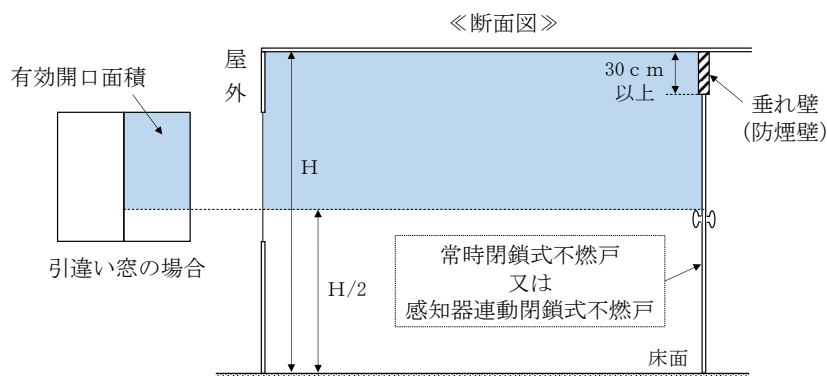 ≪断面図≫
屋
外
30cm
以上
有効開口面積
垂れ壁
(防煙壁)
H
引違い窓の場合
H/2
常時閉鎖式不燃戸
又は
感知器連動閉鎖式不燃戸
床面